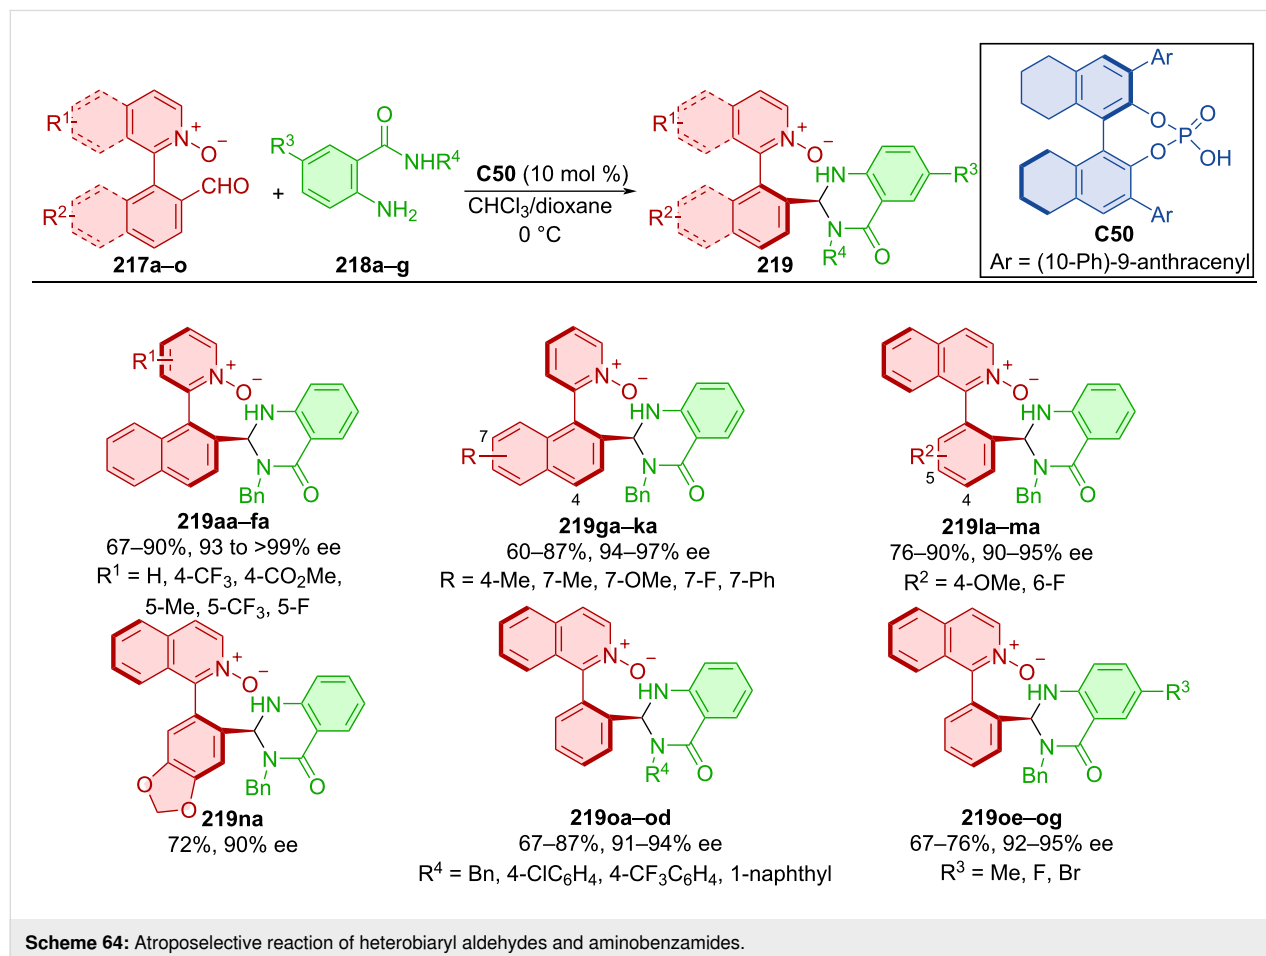 R1
N+
O−
CHO
R2
217a–o
+
R3
O
NHR4
NH2
218a–g
C50 (10 mol %)
CHCl3/dioxane
0 °C
R1
N+
O−
HN
R3
R2
N
R4
O
219
Ar
O
O
P
O
OH
Ar
C50
Ar = (10-Ph)-9-anthracenyl
R1
N+
O−
HN
N
Bn
O
219aa–fa
67–90%, 93 to >99% ee
R1 = H, 4-CF3, 4-CO2Me,
5-Me, 5-CF3, 5-F
N+
O−
HN
7
R
N
4
Bn
O
219ga–ka
60–87%, 94–97% ee
R = 4-Me, 7-Me, 7-OMe, 7-F, 7-Ph
N+
O−
HN
R2
5
N
4
Bn
O
219la–ma
76–90%, 90–95% ee
R2 = 4-OMe, 6-F
N+
O−
HN
N
O
Bn
O
O
219na
72%, 90% ee
N+
O−
HN
N
R4
O
219oa–od
67–87%, 91–94% ee
R4 = Bn, 4-ClC6H4, 4-CF3C6H4, 1-naphthyl
N+
O−
HN
R3
N
Bn
O
219oe–og
67–76%, 92–95% ee
R3 = Me, F, Br
Scheme 64: Atroposelective reaction of heterobiaryl aldehydes and aminobenzamides.